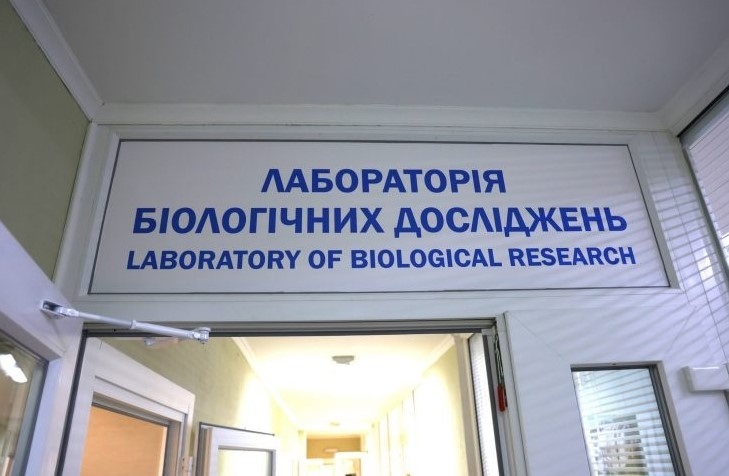 ЛАБОРАТОРІЯ
БІОЛОГІЧНИХ ДОСЛІДЖЕНЬ
LABORATORY OF BIOLOGICAL RESEARCH